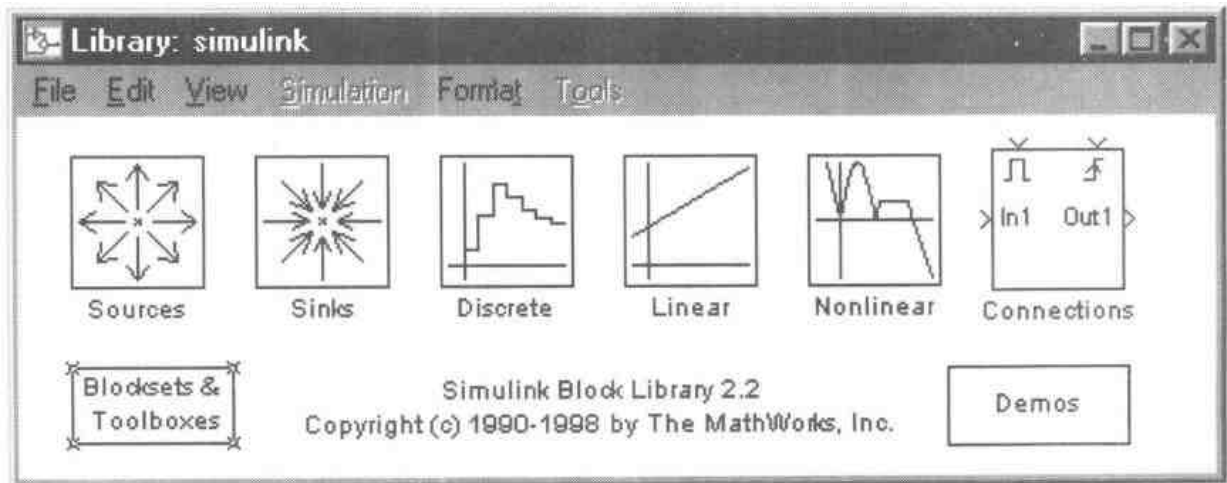 Library: simulink
File Edit View Simulation Format Tools
In1 Out1
Sources Sinks Discrete Linear Nonlinear Connections
Blocksets &
Toolboxes
Simulink Block Library 2.2
Copyright (c) 1990-1998 by The MathWorks, Inc.
Demos